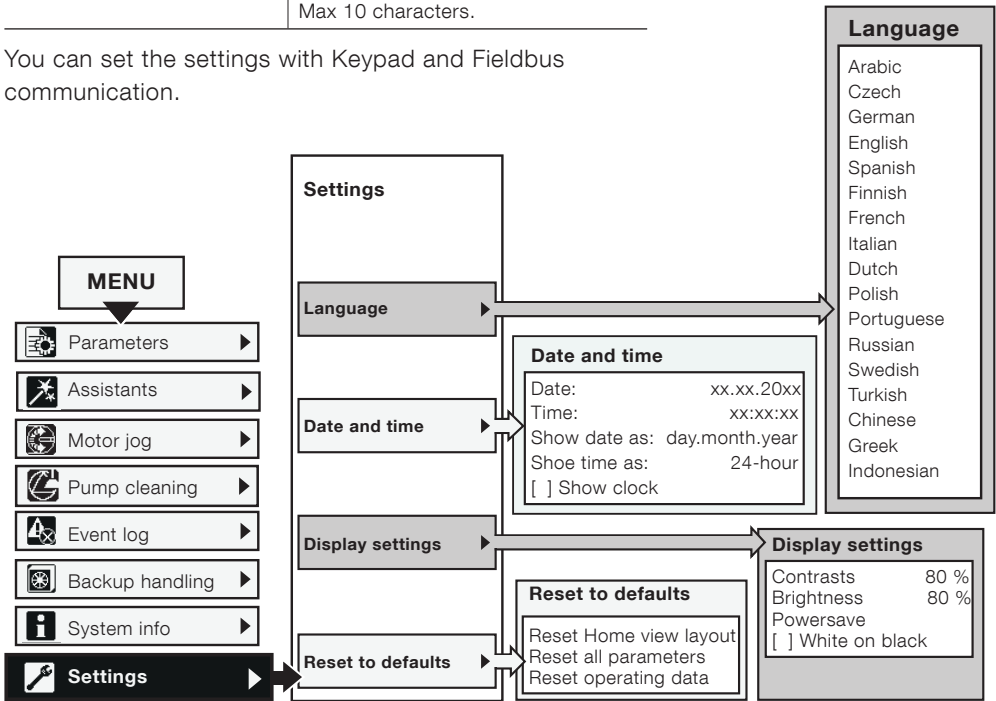 Max 10 characters.
You can set the settings with Keypad and Fieldbus
communication.
MENU
Parameters
Assistants
Motor jog
Pump cleaning
Event log
Backup handling
System info
Settings
Settings
Language
Date and time
Display settings
Reset to defaults
Language
Arabic
Czech
German
English
Spanish
Finnish
French
Italian
Dutch
Polish
Portuguese
Russian
Swedish
Turkish
Chinese
Greek
Indonesian
Date and time
Date: xx.xx.20xx
Time: xx:xx:xx
Show date as: day.month.year
Shoe time as: 24-hour
[ ] Show clock
Display settings
Contrasts 80 %
Brightness 80 %
Powersave
[ ] White on black
Reset to defaults
Reset Home view layout
Reset all parameters
Reset operating data